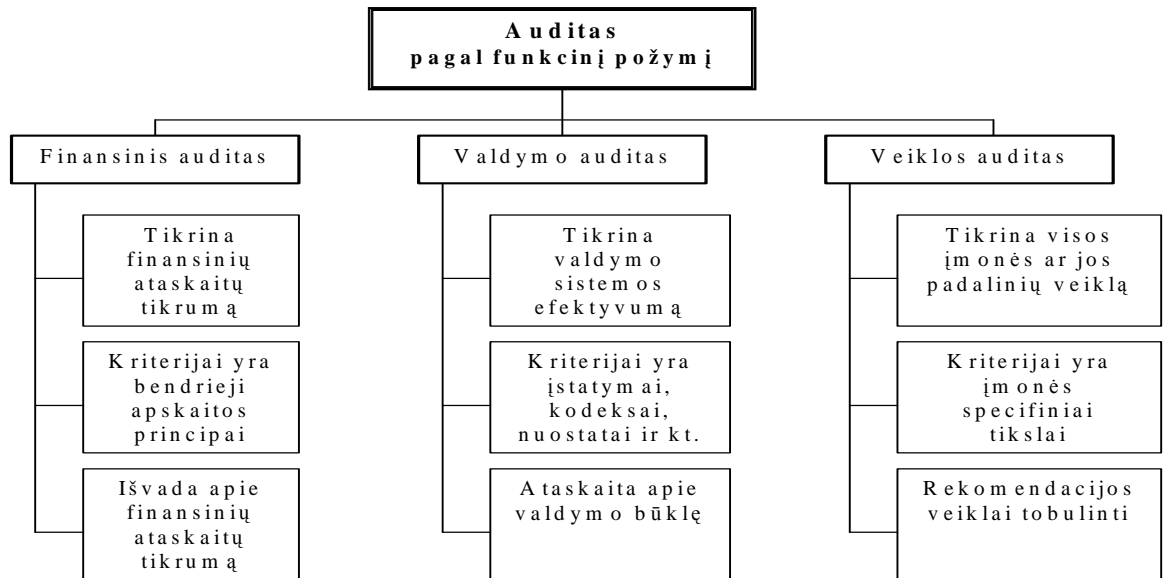 Auditas
pagal funkcinį požymį
Finansinis auditas
Tikrina
finansinių
ataskaitų
tikrumą
Kriterijai yra
bendrieji
apskaitos
principai
Išvada apie
finansinių
ataskaitų
tikrumą
Valdymo auditas
Tikrina
valdymo
sistemos
efektyvumą
Kriterijai yra
įstatymai,
kodeksai,
nuostatai ir kt.
Ataskaita apie
valdymo būklę
Veiklos auditas
Tikrina visos
įmonės ar jos
padalinių veiklą
Kriterijai yra
įmonės
specifiniai
tikslai
Rekomendacijos
veiklai tobulinti